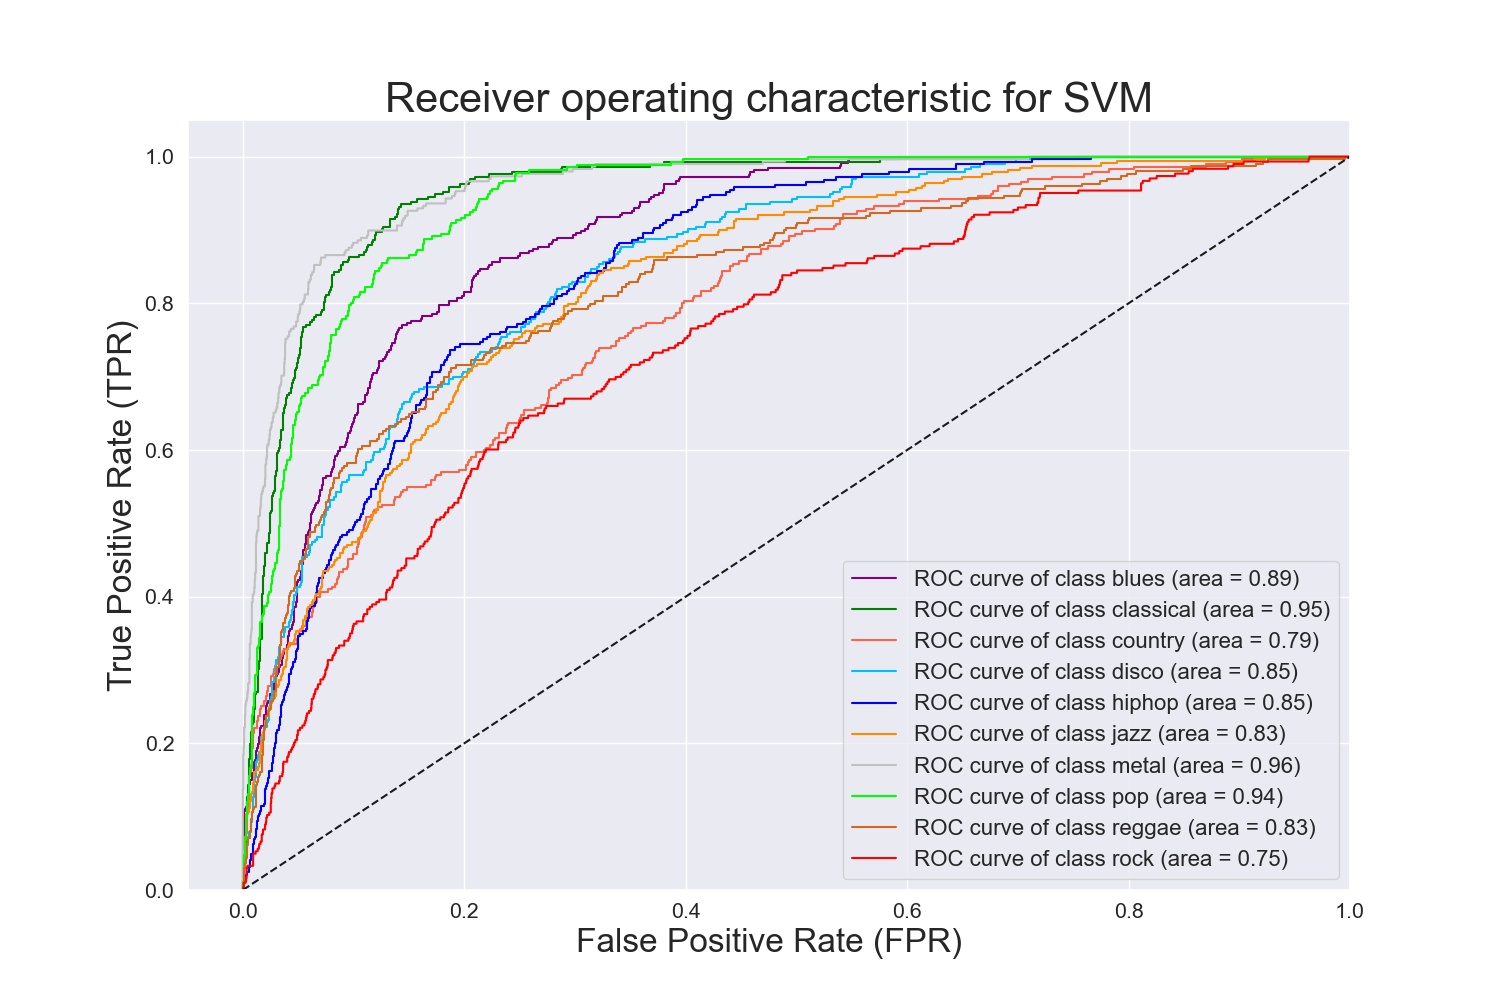 Receiver operating characteristic for SVM
True Positive Rate (TPR)
1.0
0.8
0.6
0.4
0.2
0.0
ROC curve of class blues (area = 0.89)
ROC curve of class classical (area = 0.95)
ROC curve of class country (area = 0.79)
ROC curve of class disco (area = 0.85)
ROC curve of class hiphop (area = 0.85)
ROC curve of class jazz (area = 0.83)
ROC curve of class metal (area = 0.96)
ROC curve of class pop (area = 0.94)
ROC curve of class reggae (area = 0.83)
ROC curve of class rock (area = 0.75)
0.0 0.2 0.4 0.6 0.8 1.0
False Positive Rate (FPR)